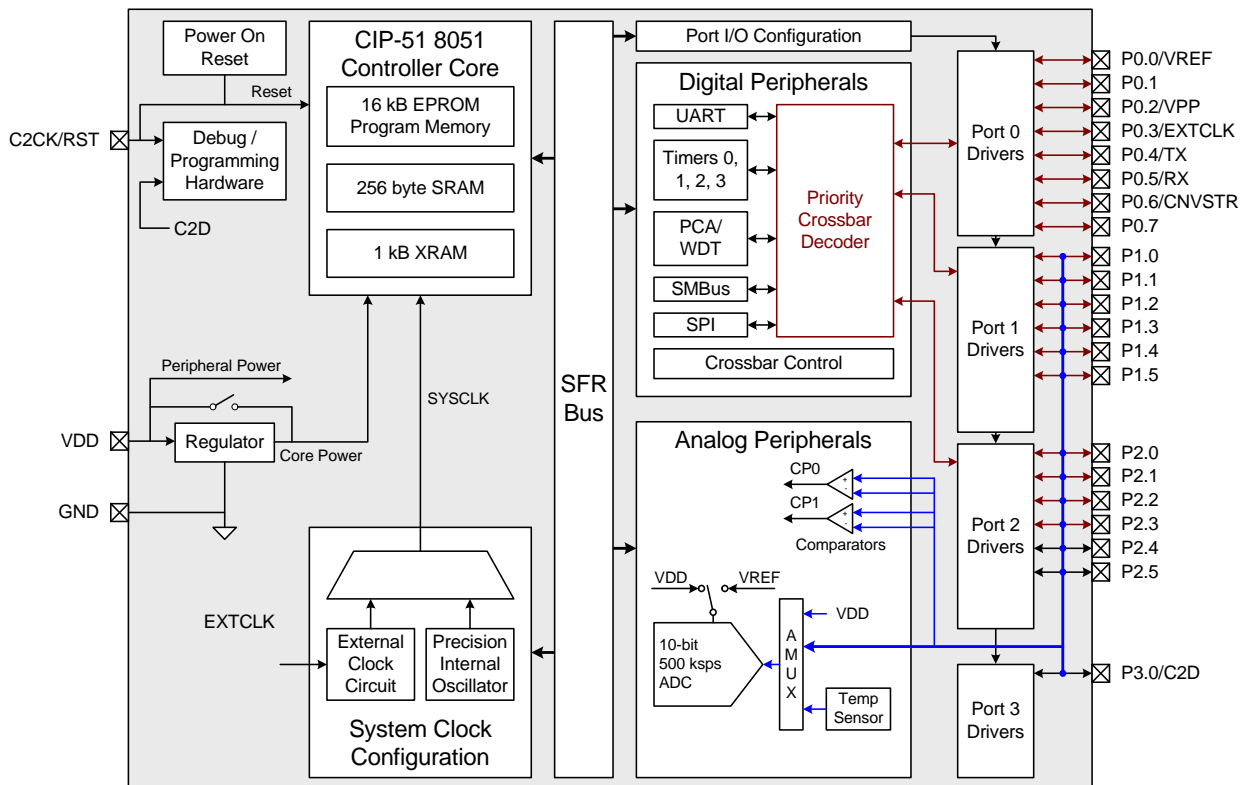 Power On
Reset
Reset
C2CK/RST
Debug /
Programming
Hardware
C2D
CIP-51 8051
Controller Core
16 kB EPROM
Program Memory
256 byte SRAM
1 kB XRAM
Peripheral Power
VDD
Regulator
Core Power
GND
SYSCLK
EXTCLK
External
Clock
Circuit
Precision
Internal
Oscillator
System Clock
Configuration
SFR
Bus
Port I/O Configuration
Digital Peripherals
UART
Timers 0,
1, 2, 3
PCA/
WDT
SMBus
SPI
Priority
Crossbar
Decoder
Crossbar Control
Analog Peripherals
CP0
+
-
CP1
+
-
Comparators
VDD
VREF
10-bit
500 ksps
ADC
A
M
U
X
VDD
Temp
Sensor
Port 0
Drivers
Port 1
Drivers
Port 2
Drivers
Port 3
Drivers
P0.0/VREF
P0.1
P0.2/VPP
P0.3/EXTCLK
P0.4/TX
P0.5/RX
P0.6/CNVSTR
P0.7
P1.0
P1.1
P1.2
P1.3
P1.4
P1.5
P2.0
P2.1
P2.2
P2.3
P2.4
P2.5
P3.0/C2D